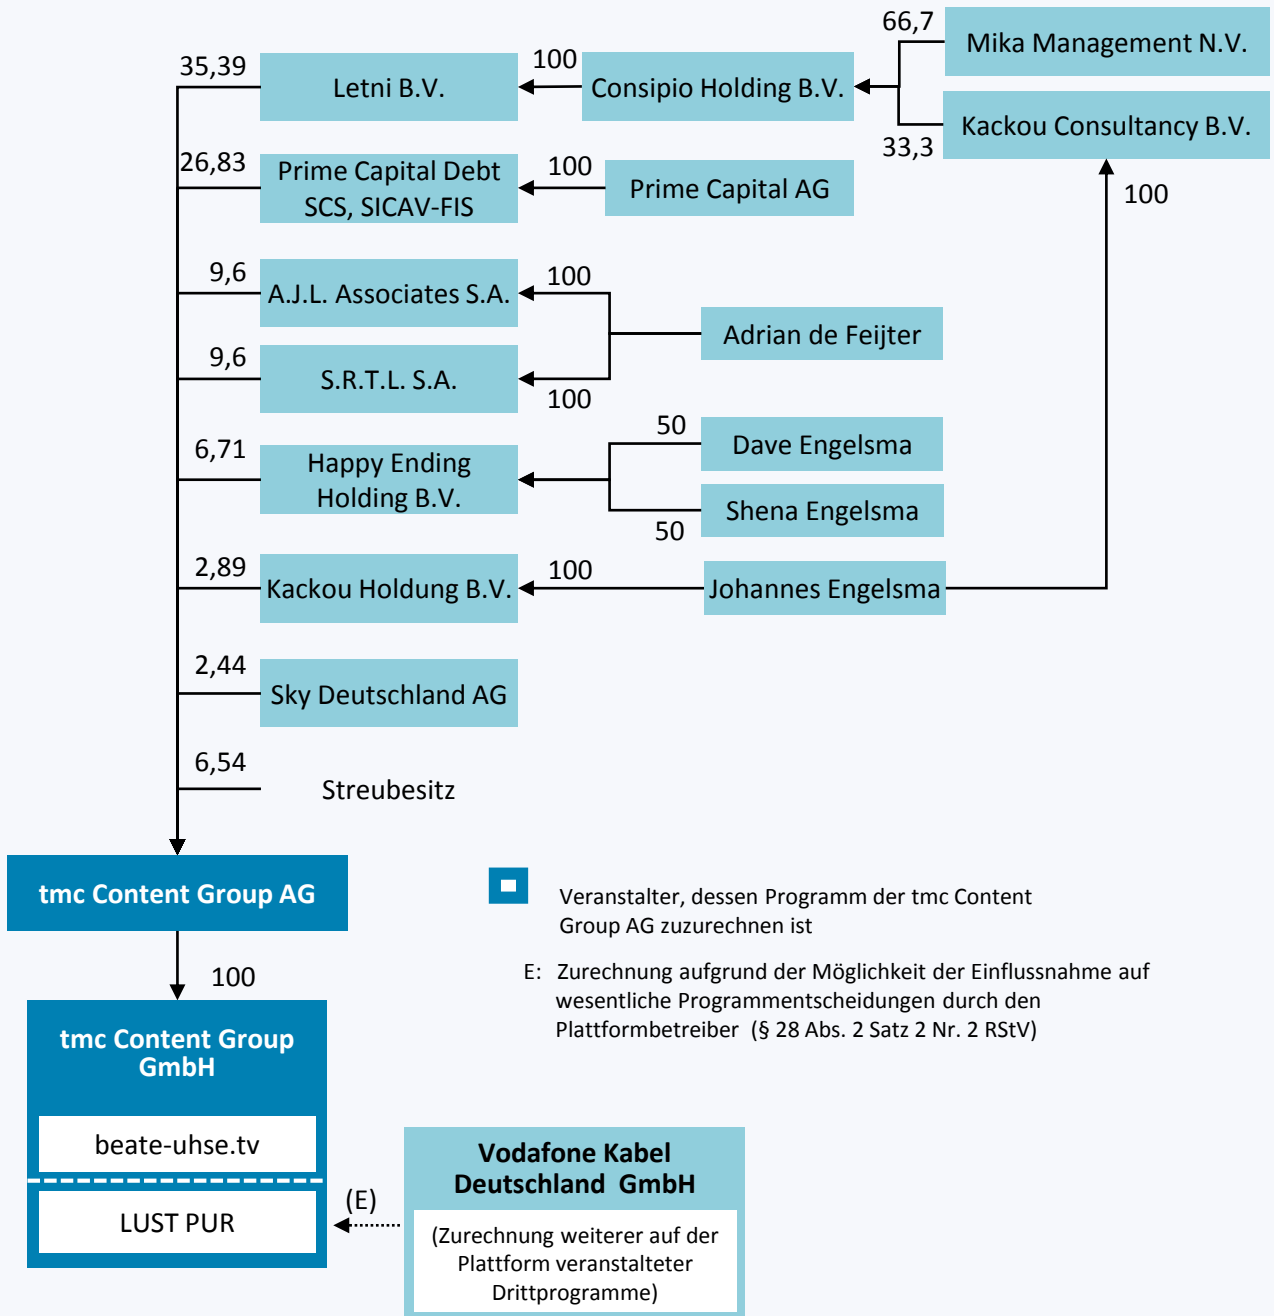 66,7
Mika Management N.V.
35,39
Letni B.V.
100
Consipio Holding B.V.
33,3
Kackou Consultancy B.V.
100
26,83
Prime Capital Debt
SCS, SICAV-FIS
100
Prime Capital AG
9,6
A.J.L. Associates S.A.
100
Adrian de Feijter
9,6
S.R.T.L. S.A.
100
6,71
Happy Ending
Holding B.V.
50
Dave Engelsma
50
Shena Engelsma
2,89
Kackou Holdung B.V.
100
Johannes Engelsma
2,44
Sky Deutschland AG
6,54
Streubesitz
tmc Content Group AG
Veranstalter, dessen Programm der tmc Content
Group AG zuzurechnen ist
100
E: Zurechnung aufgrund der Möglichkeit der Einflussnahme auf
wesentliche Programmentscheidungen durch den
Plattformbetreiber (§ 28 Abs. 2 Satz 2 Nr. 2 RStV)
tmc Content Group
GmbH
beate-uhse.tv
LUST PUR
(E)
Vodafone Kabel
Deutschland GmbH
(Zurechnung weiterer auf der
Plattform veranstalteter
Drittprogramme)